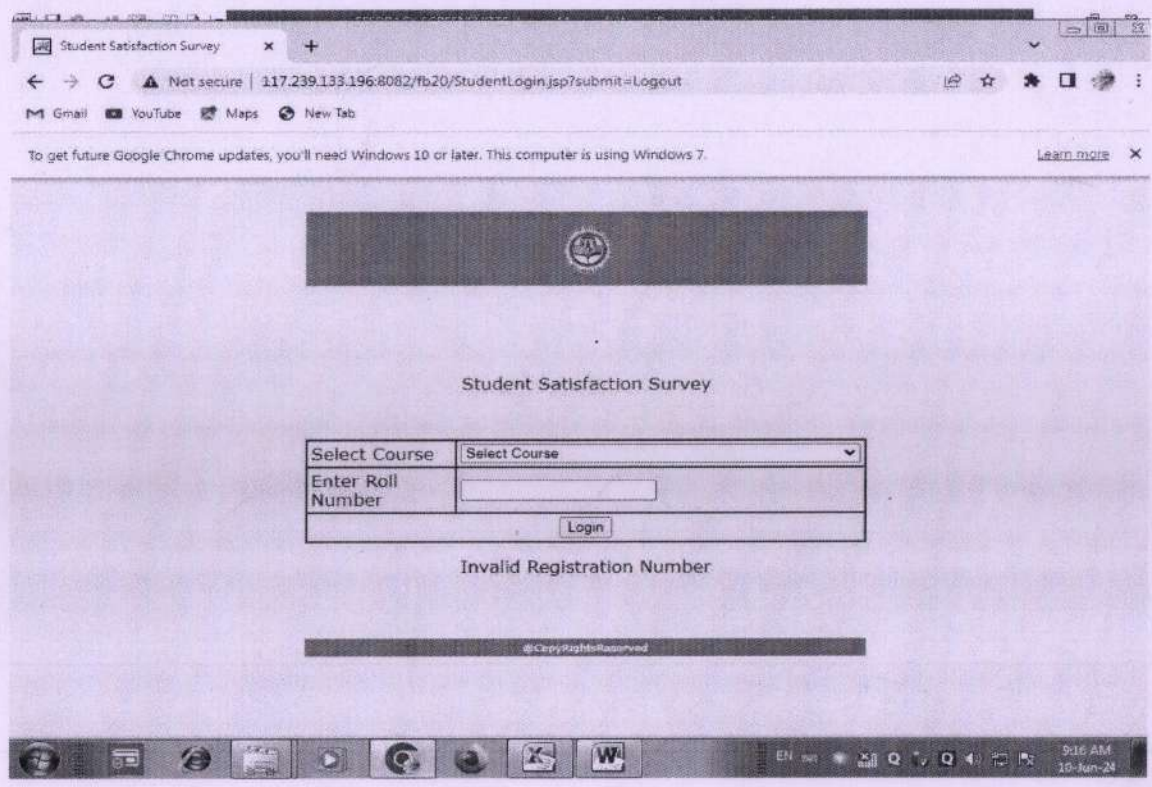 Student Satisfaction Survey
Not secure | 117.239.133.196:8082/fb20/StudentLogin.jsp?submit=Logout
Gmail YouTube Maps New Tab
To get future Google Chrome updates, you'll need Windows 10 or later. This computer is using Windows 7. Learn more
Student Satisfaction Survey
Select Course Select Course
Enter Roll
Number
Login
Invalid Registration Number
@CopyRightsReserved
EN
9:16 AM
10-Jun-24